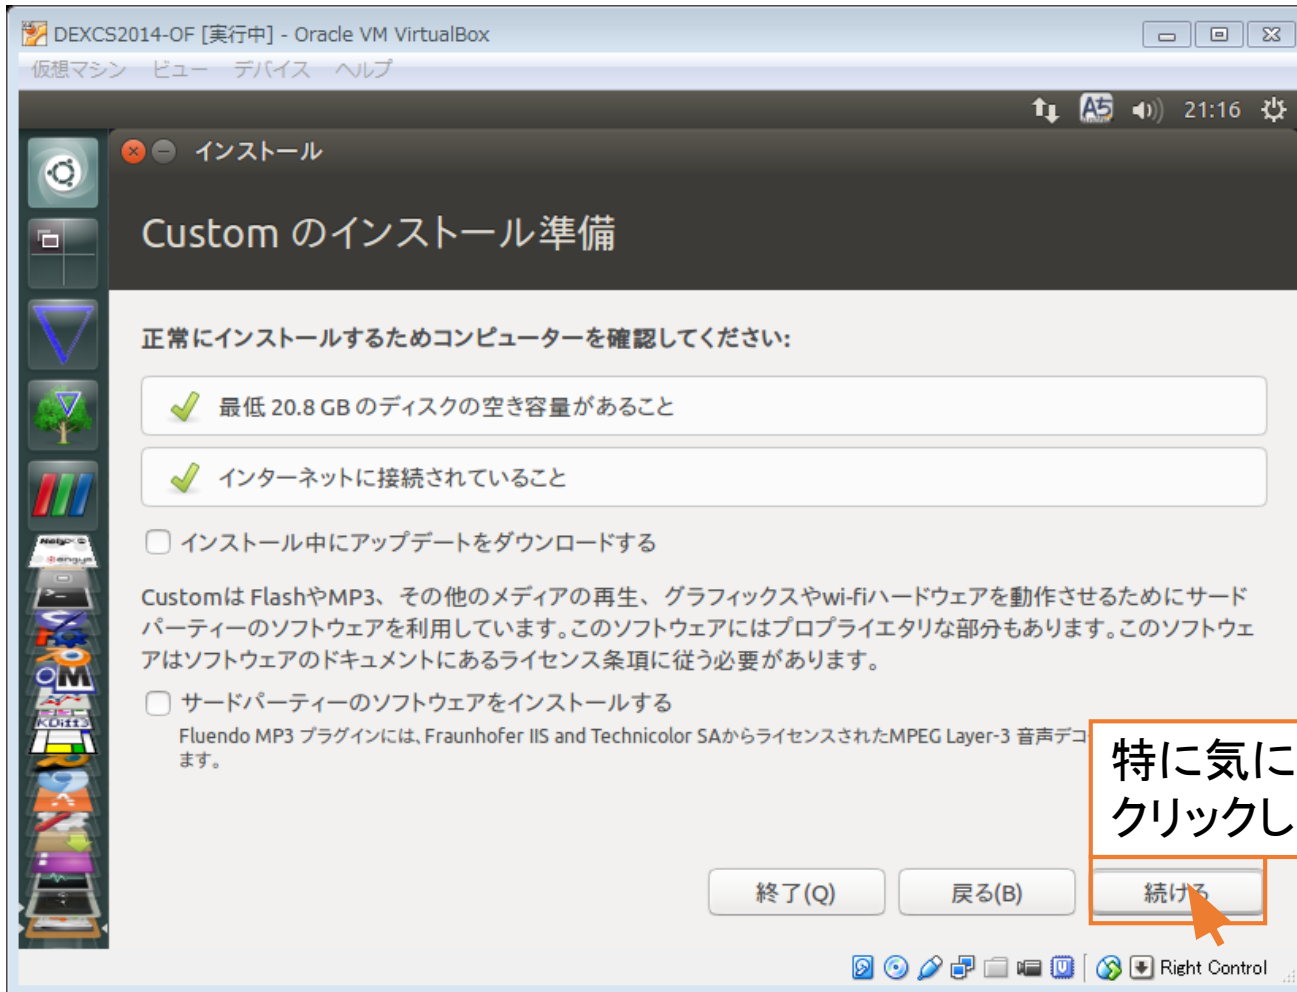 DEXCS2014-OF [実行中] - Oracle VM VirtualBox
仮想マシン ビュー デバイス ヘルプ
21:16
インストール
Custom のインストール準備
正常にインストールするためコンピューターを確認してください:
最低 20.8 GB のディスクの空き容量があること
インターネットに接続されていること
インストール中にアップデートをダウンロードする
Customは FlashやMP3、その他のメディアの再生、グラフィックスやwi-fiハードウェアを動作させるためにサード
パーティーのソフトウェアを利用しています。このソフトウェアにはプロプライエタリな部分もあります。このソフトウェ
アはソフトウェアのドキュメントにあるライセンス条項に従う必要があります。
サードパーティーのソフトウェアをインストールする
Fluendo MP3 プラグインには、Fraunhofer IIS and Technicolor SAからライセンスされたMPEG Layer-3 音声デコ
ます。
特に気に
クリックし
終了(Q) 戻る(B) 続ける
Right Control